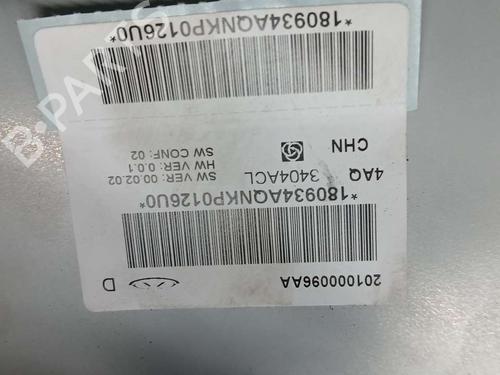 201000096AA
D
*180934AQNKP0126U0*
4AQ 3404ACL
CHN
SW VER: 00.02.02
HW VER: 0.0.1
SW CONF: 02
*180934AQNKP0126U0*
B-PARTS